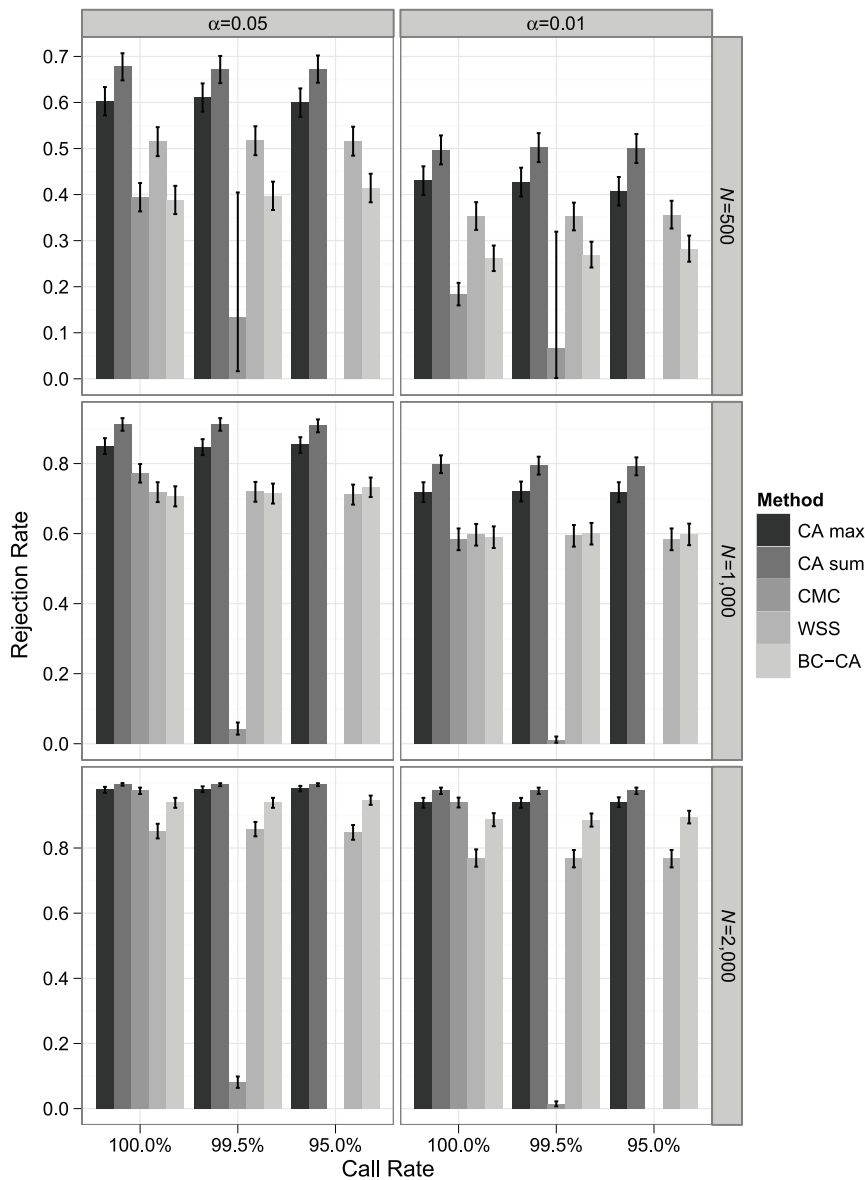 α=0.05
α=0.01
0.7
0.6
0.5
0.4
0.3
0.2
0.1
0.0
N=500
0.8
0.6
0.4
0.2
0.0
N=1,000
0.8
0.6
0.4
0.2
0.0
N=2,000
Rejection Rate
100.0%
99.5%
95.0%
100.0%
99.5%
95.0%
Call Rate
Method
CA max
CA sum
CMC
WSS
BC−CA